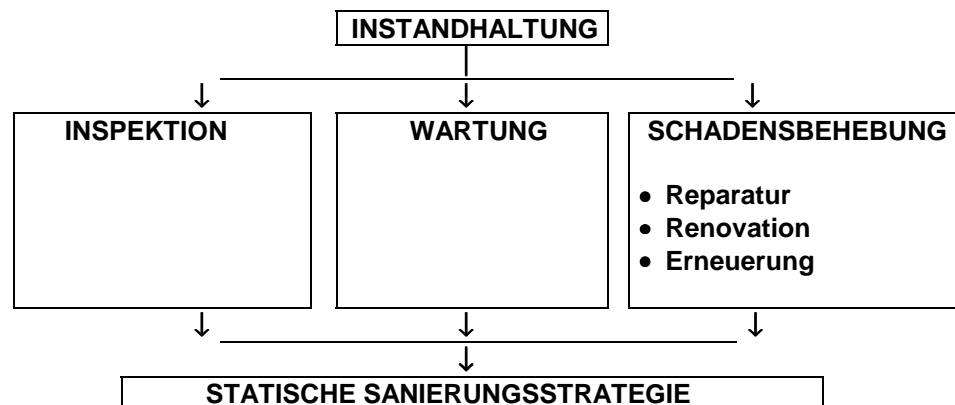 INSTANDHALTUNG
INSPEKTION
WARTUNG
SCHADENSBEHEBUNG
• Reparatur
• Renovation
• Erneuerung
STATISCHE SANIERUNGSSTRATEGIE